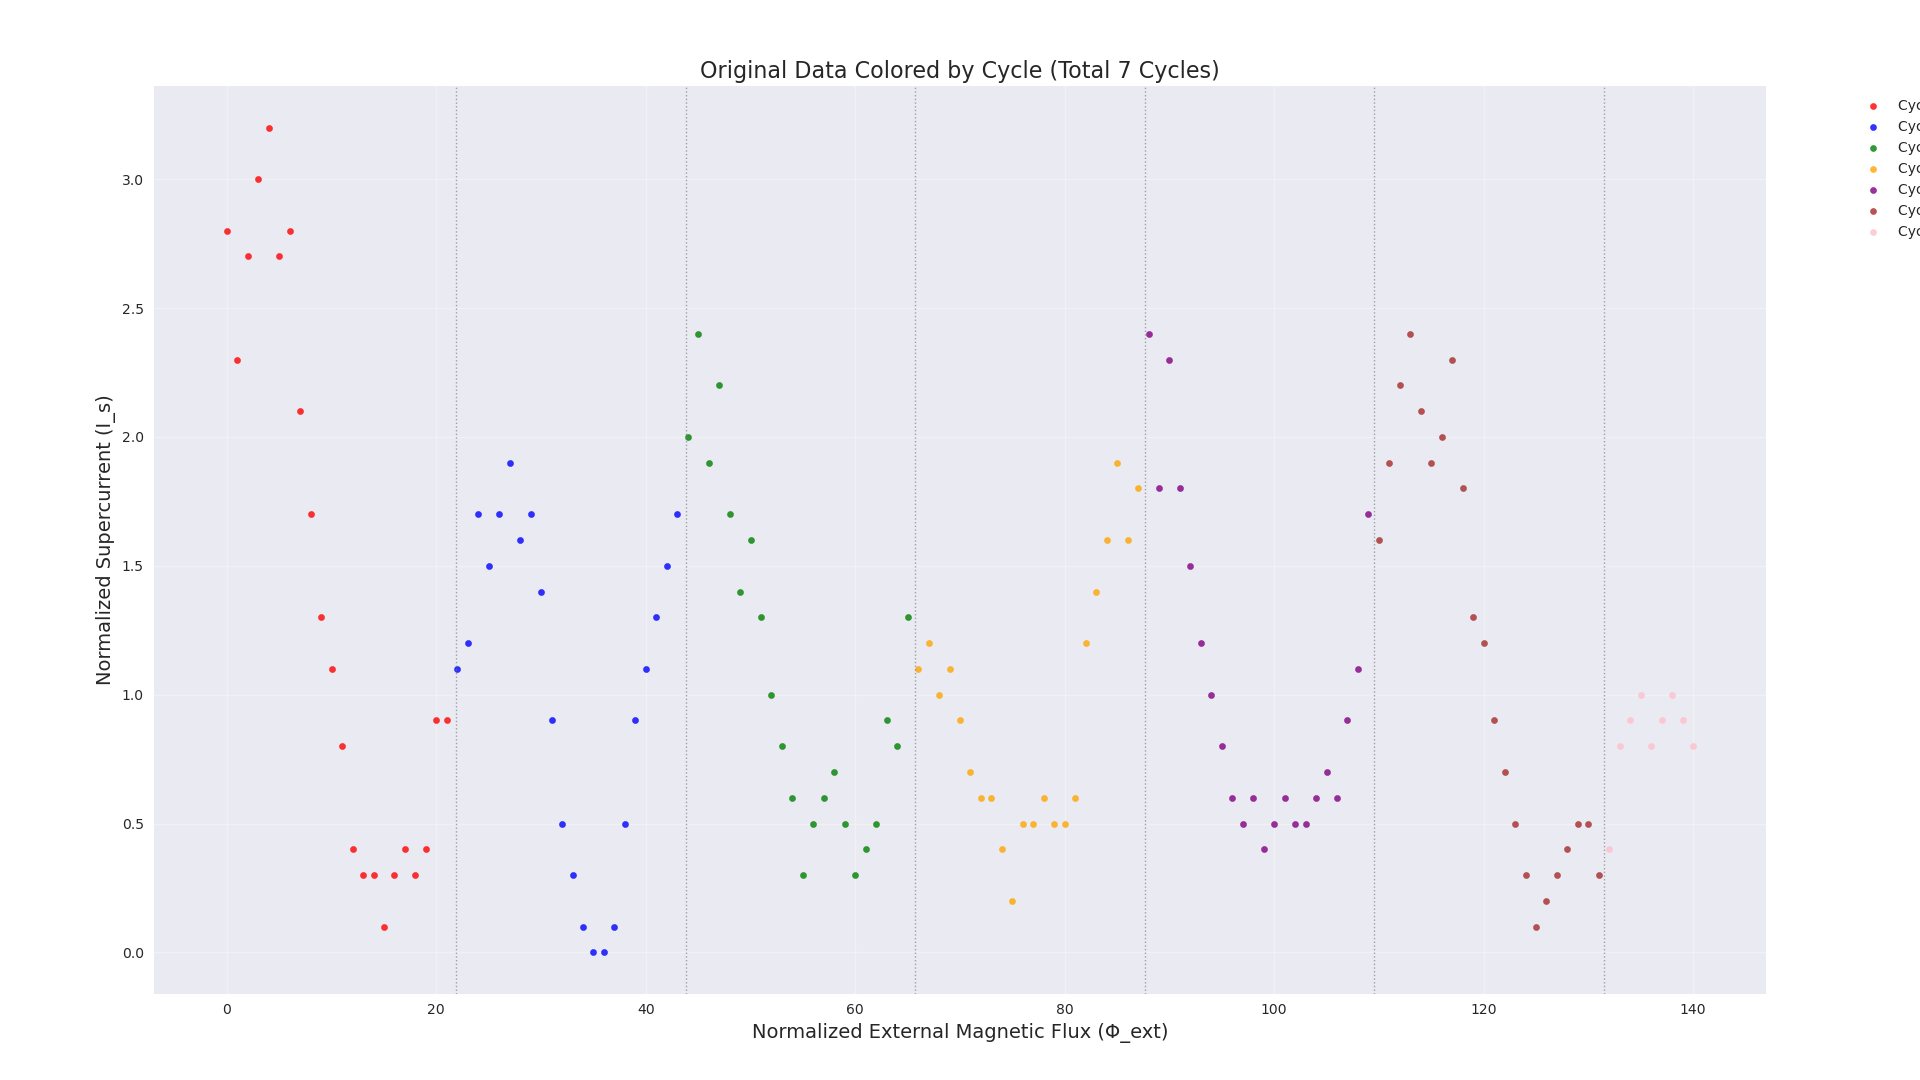 Original Data Colored by Cycle (Total 7 Cycles)
Cyc
Cyc
Cyc
Cyc
Cyc
Cyc
Cyc
3.0
2.5
2.0
1.5
1.0
0.5
0.0
Normalized Supercurrent (I_s)
0 20 40 60 80 100 120 140
Normalized External Magnetic Flux (Φ_ext)